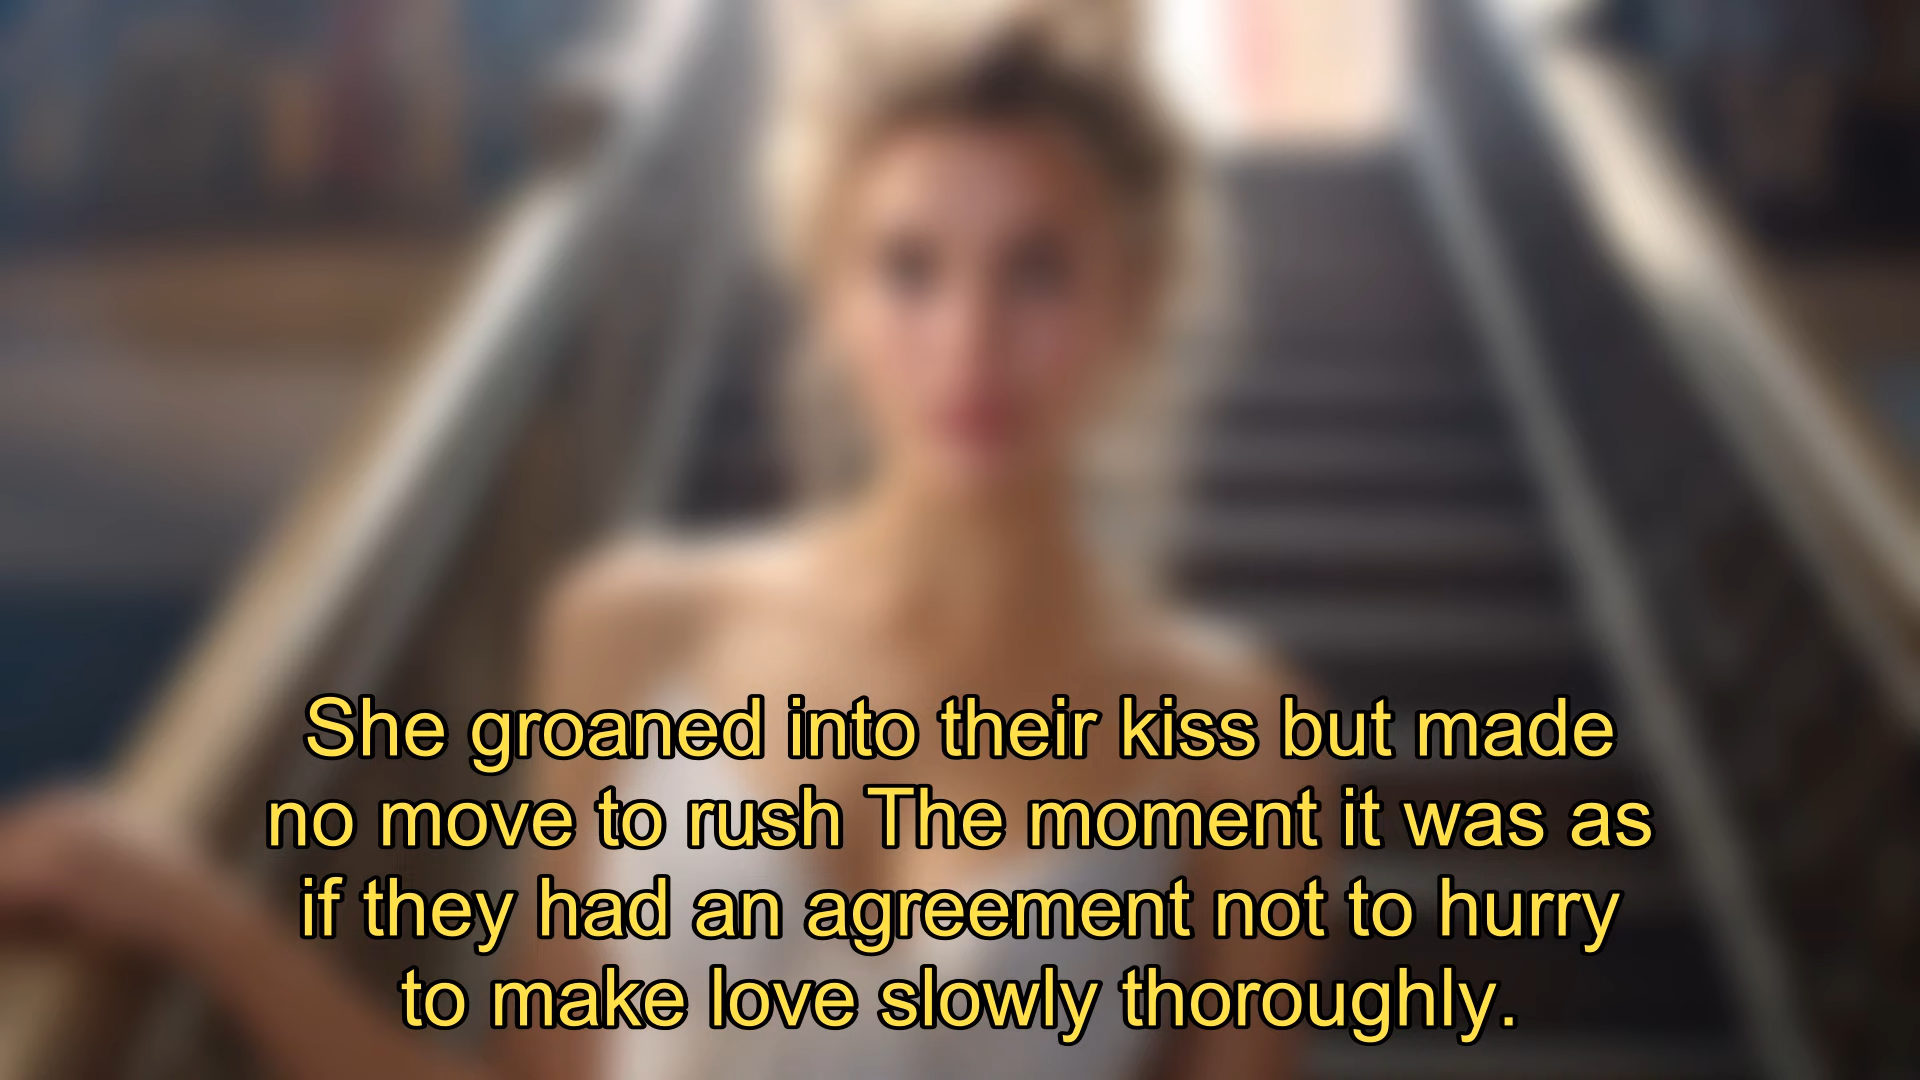 She groaned into their kiss but made
no move to rush The moment it was as
if they had an agreement not to hurry
to make love slowly thoroughly.